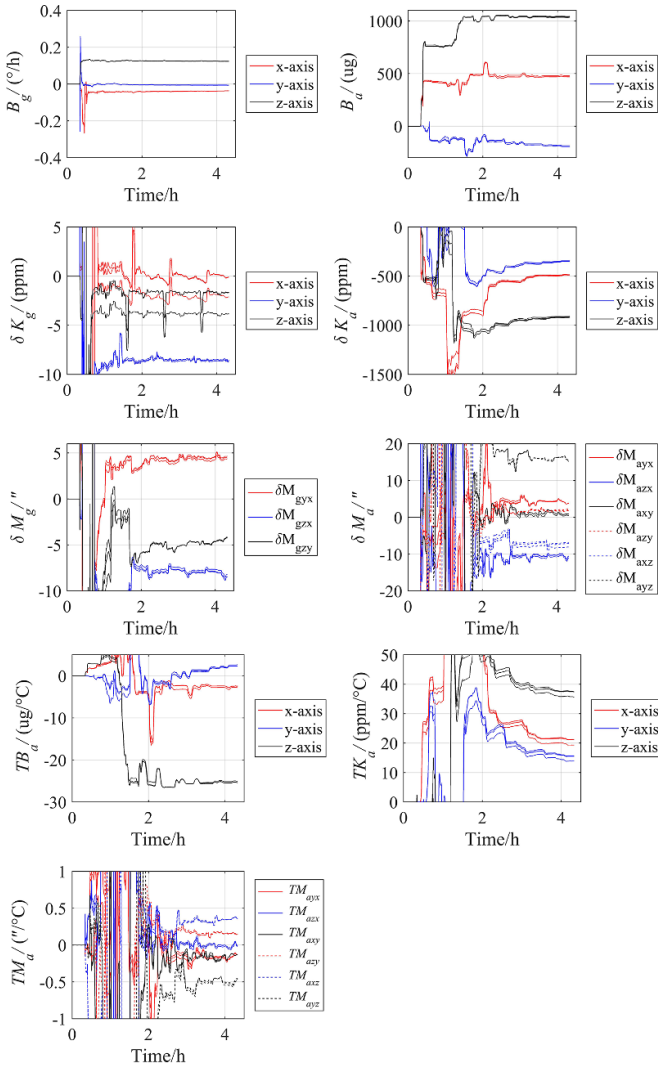 B_g / (°/h)
0.4
0.2
0
-0.2
0.4
0 2 4
Time/h
x-axis
y-axis
z-axis
B_a / (ug)
1000
500
0
0 2 4
Time/h
x-axis
y-axis
z-axis
δ K_g / (ppm)
5
0
-5
-10
0 2 4
Time/h
x-axis
y-axis
z-axis
δ K_a / (ppm)
0
-500
-1000
-1500
0 2 4
Time/h
x-axis
y-axis
z-axis
δ M_g / "
5
0
-5
-10
0 2 4
Time/h
δM_gyx
δM_gzx
δM_gzy
δ M_a / "
20
10
0
-10
-20
0 2 4
Time/h
δM_ayx
δM_azx
δM_axy
δM_azy
δM_axz
δM_ayz
TB_a / (ug/°C)
0
-10
-20
-30
0 2 4
Time/h
x-axis
y-axis
z-axis
TK_a / (ppm/°C)
50
40
30
20
10
0
0 2 4
Time/h
x-axis
y-axis
z-axis
TM_a / ("/°C)
1
0.5
0
-0.5
-1
0 2 4
Time/h
TM_ayx
TM_azx
TM_axy
TM_azy
TM_axz
TM_ayz